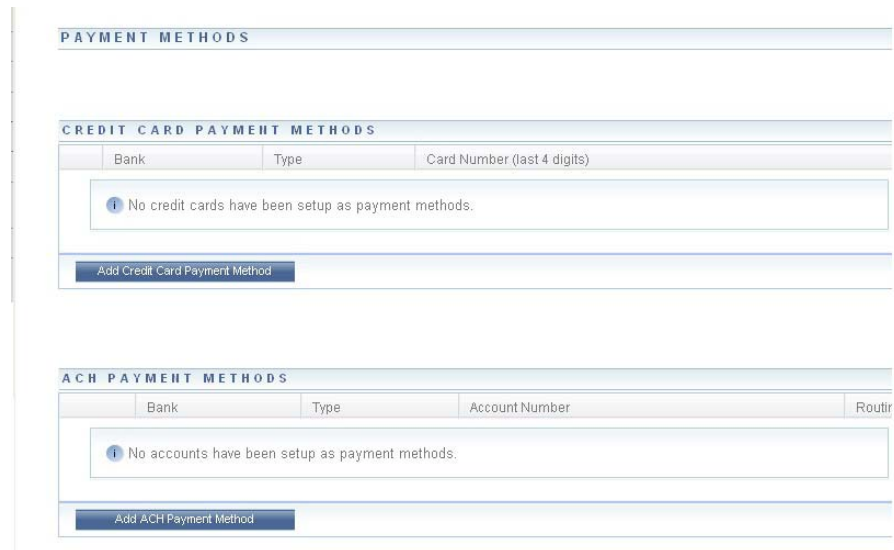 PAYMENT METHODS
CREDIT CARD PAYMENT METHODS
Bank Type Card Number (last 4 digits)
No credit cards have been setup as payment methods.
Add Credit Card Payment Method
ACH PAYMENT METHODS
Bank Type Account Number Routin
No accounts have been setup as payment methods.
Add ACH Payment Method